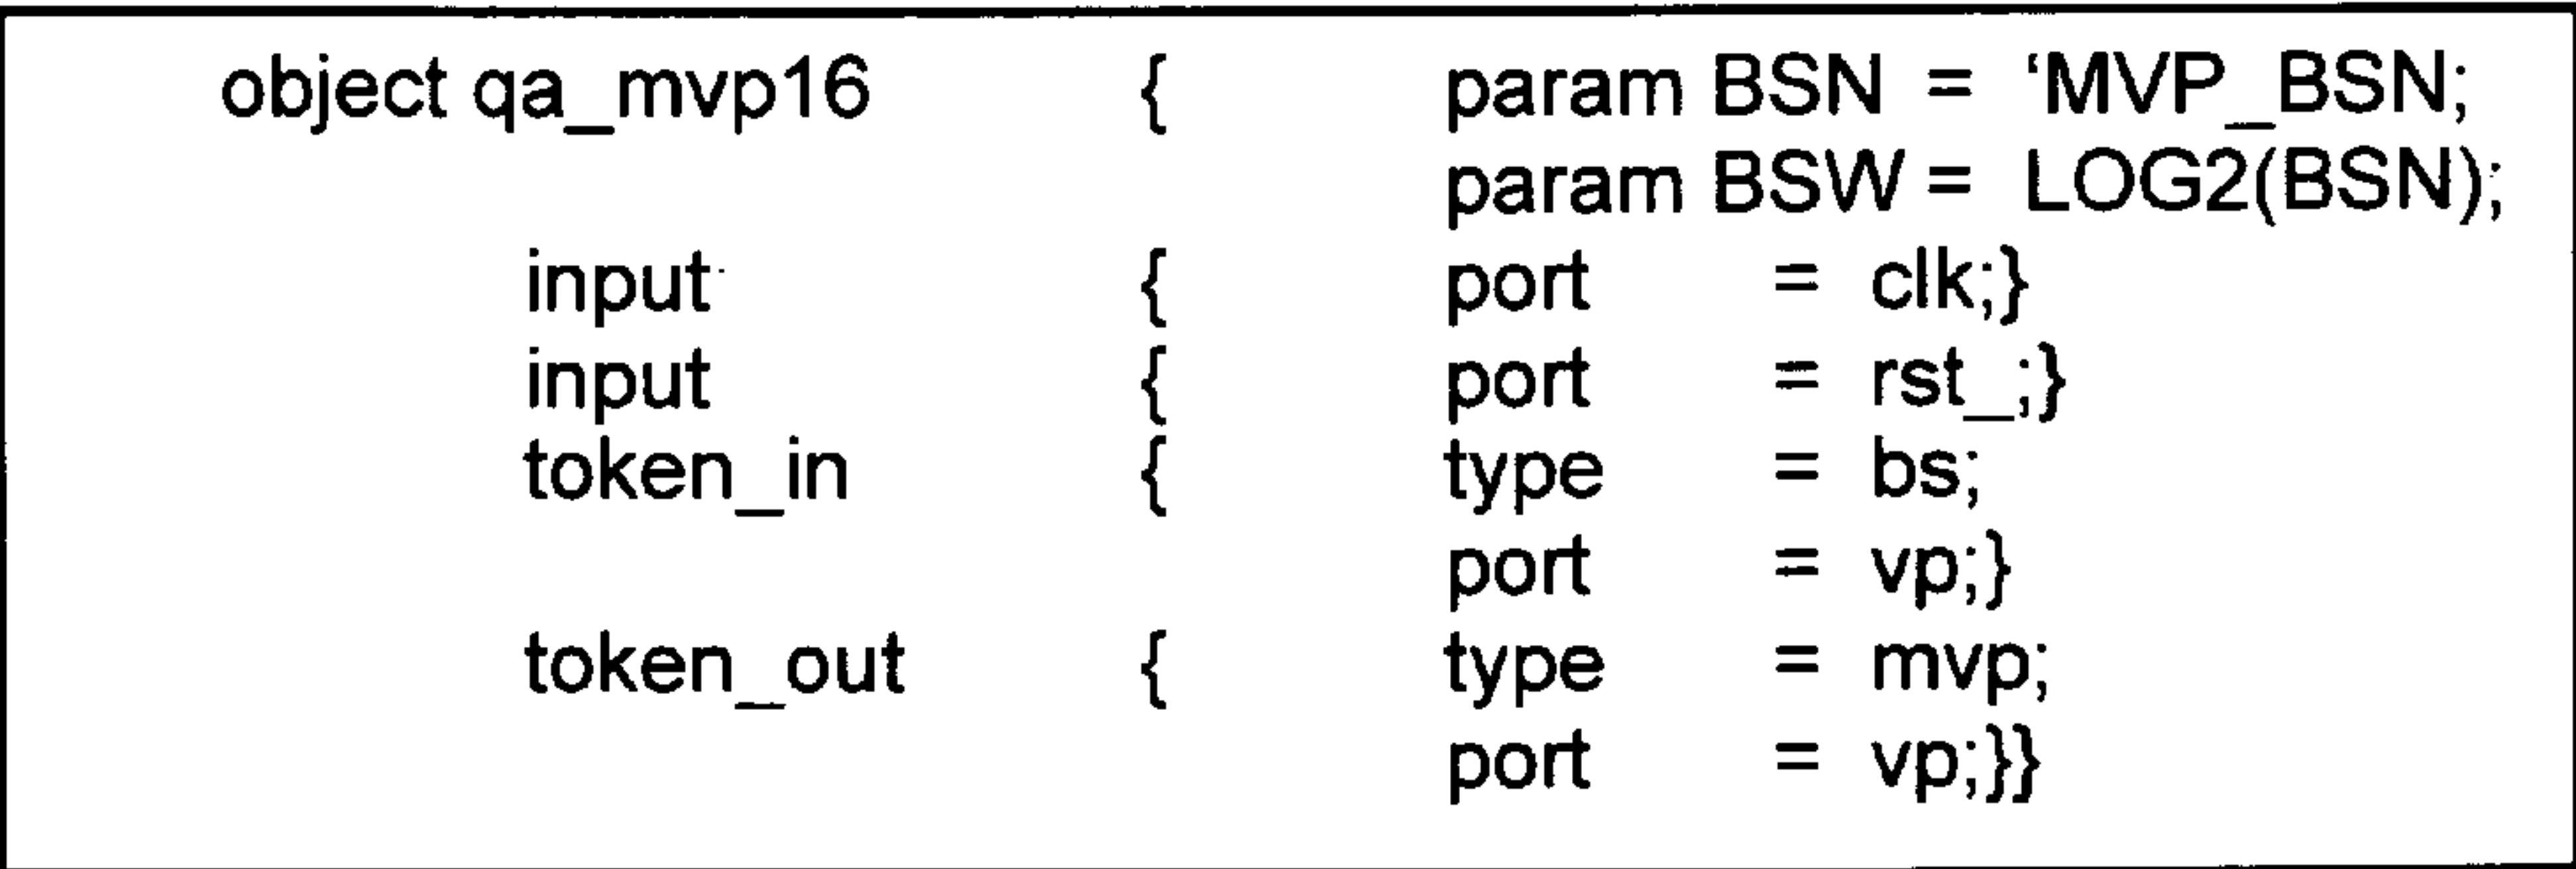 object qa_mvp16 { param BSN = ‘MVP_BSN;
param BSW = LOG2(BSN);
input { port = clk;}
input { port = rst_;}
token_in { type = bs;
port = vp;}
token_out { type = mvp;
port = vp;}}